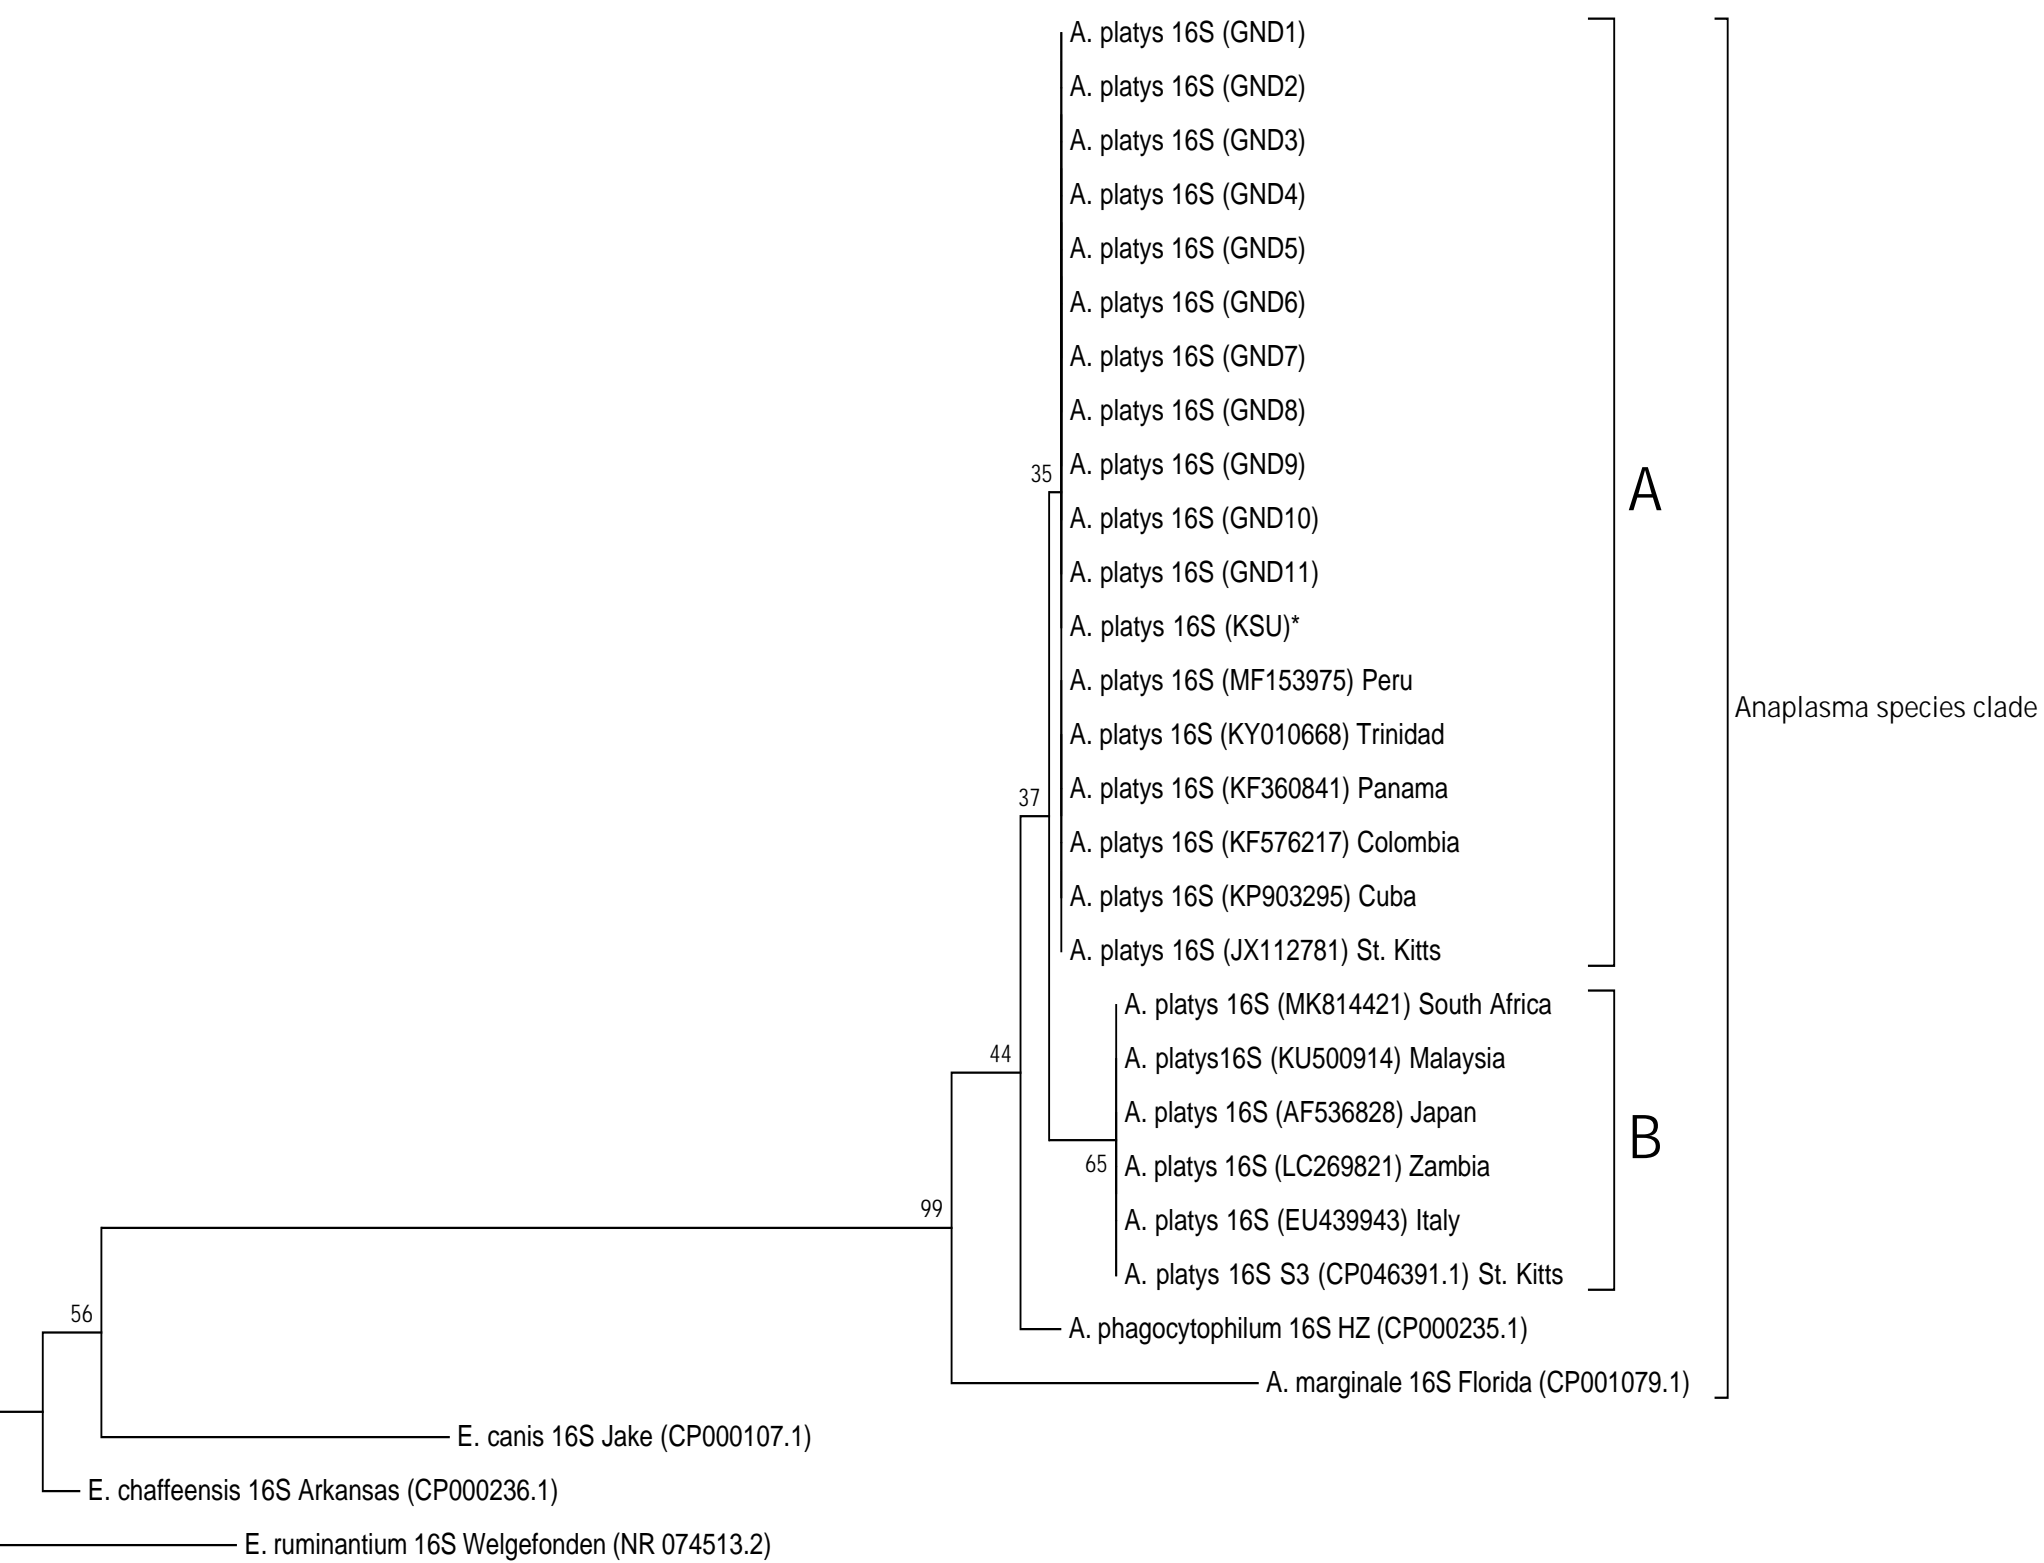 A. platys 16S (GND1)
A. platys 16S (GND2)
A. platys 16S (GND3)
A. platys 16S (GND4)
A. platys 16S (GND5)
A. platys 16S (GND6)
A. platys 16S (GND7)
A. platys 16S (GND8)
A. platys 16S (GND9)
35
A
A. platys 16S (GND10)
A. platys 16S (GND11)
A. platys 16S (KSU)*
A. platys 16S (MF153975) Peru
Anaplasma species clade
A. platys 16S (KY010668) Trinidad
A. platys 16S (KF360841) Panama
37
A. platys 16S (KF576217) Colombia
A. platys 16S (KP903295) Cuba
A. platys 16S (JX112781) St. Kitts
A. platys 16S (MK814421) South Africa
44
A. platys16S (KU500914) Malaysia
A. platys 16S (AF536828) Japan
B
65
A. platys 16S (LC269821) Zambia
99
A. platys 16S (EU439943) Italy
A. platys 16S S3 (CP046391.1) St. Kitts
56
A. phagocytophilum 16S HZ (CP000235.1)
A. marginale 16S Florida (CP001079.1)
E. canis 16S Jake (CP000107.1)
E. chaffeensis 16S Arkansas (CP000236.1)
E. ruminantium 16S Welgefonden (NR 074513.2)